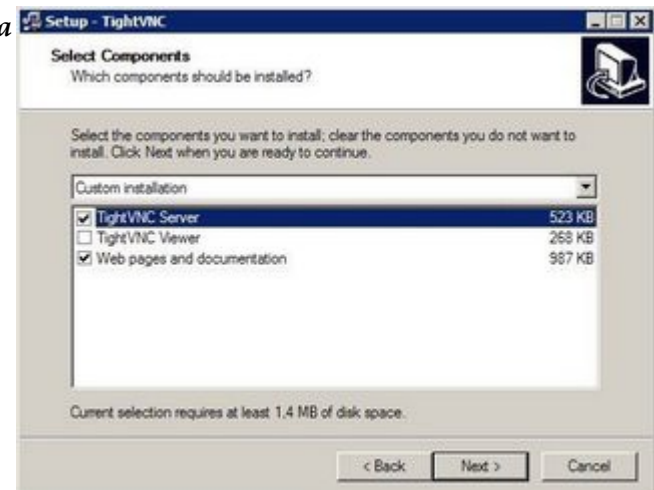 a
Setup - TightVNC
Select Components
Which components should be installed?
Select the components you want to install; clear the components you do not want to
install. Click Next when you are ready to continue.
Custom installation
TightVNC Server 523 KB
TightVNC Viewer 268 KB
Web pages and documentation 987 KB
Current selection requires at least 1,4 MB of disk space.
< Back Next > Cancel